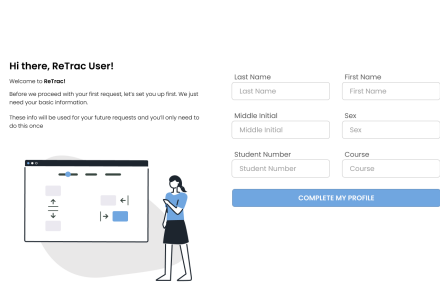 Hi there, ReTrac User!
Welcome to ReTrac!
Before we proceed with your first request, let's set you up first. We just
need your basic information.
These info will be used for your future requests and you'll only need to
do this once
Last Name
First Name
Last Name
First Name
Middle Initial
Sex
Middle Initial
Sex
Student Number
Course
Student Number
Course
COMPLETE MY PROFILE